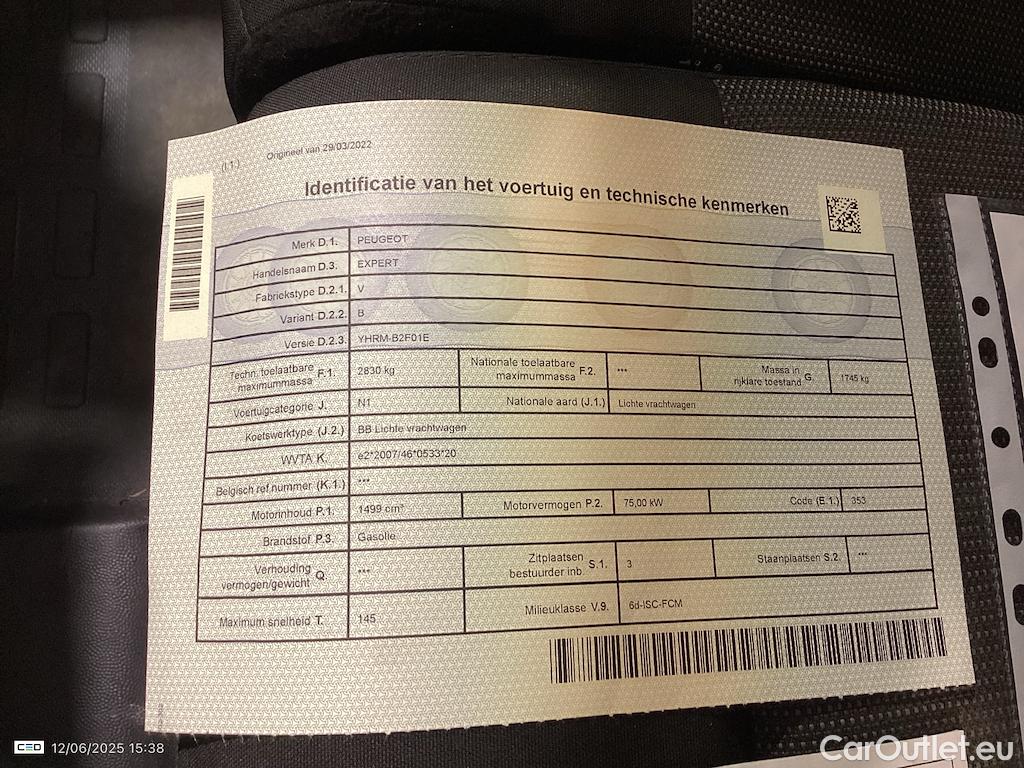 (I.1.) Origineel van 29/03/2022
Identificatie van het voertuig en technische kenmerken
Merk D.1. PEUGEOT
Handelsnaam D.3. EXPERT
Fabriekstype D.2.1. V
Variant D.2.2. B
Versie D.2.3. YHRM-B2F01E
Techn. toelaatbare
maximummassa F.1. 2830 kg
Nationale toelaatbare
maximummassa F.2. ***
Massa in
rijklare toestand G. 1745 kg
Voertuigcategorie J. N1
Nationale aard (J.1.) Lichte vrachtwagen
Koetswerktype (J.2.) BB Lichte vrachtwagen
WVTA K. e2*2007/46*0533*20
Belgisch ref nummer (K.1.) ***
Motorinhoud P.1. 1499 cm³
Motorvermogen P.2. 75,00 kW
Code (E.1.) 353
Brandstof P.3. Gasolie
Verhouding
vermogen/gewicht Q. ***
Zitplaatsen
bestuurder inb. S.1. 3
Staanplaatsen S.2. ***
Maximum snelheid T. 145
Milieuklasse V.9. 6d-ISC-FCM
CEO 12/06/2025 15:38
CarOutlet.eu